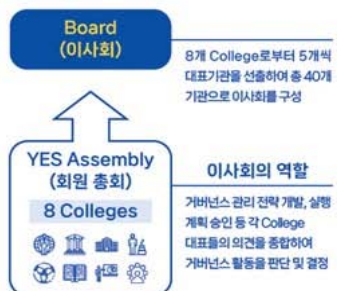 Board
(이사회)
8개 College로부터 5개씩
대표기관을 선출하여 총 40개
기관으로 이사회를 구성
YES Assembly
(회원 총회)
8 Colleges
이사회의 역할
거버넌스 관리 전략 개발, 실행
계획 승인 등 각 College
대표들의 의견을 종합하여
거버넌스 활동을 판단 및 결정